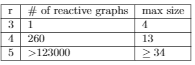 r # of reactive graphs max size
3 1 4
4 260 13
5 >123000 ≥ 34